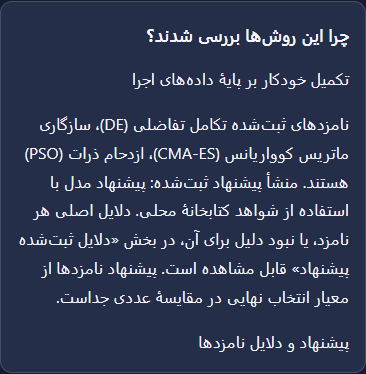 چرا این روش‌ها بررسی شدند؟
تکمیل خودکار بر پایهٔ داده‌های اجرا
نامزدهای ثبت‌شده تکامل تفاضلی (DE)، سازگاری
ماتریس کوواریانس (CMA-ES)، ازدحام ذرات (PSO)
هستند. منشأ پیشنهاد ثبت‌شده: پیشنهاد مدل با
استفاده از شواهد کتابخانهٔ محلی. دلایل اصلی هر
نامزد، یا نبود دلیل برای آن، در بخش «دلایل ثبت‌شده
پیشنهاد» قابل مشاهده است. پیشنهاد نامزدها از
معیار انتخاب نهایی در مقایسهٔ عددی جداست.
پیشنهاد و دلایل نامزدها